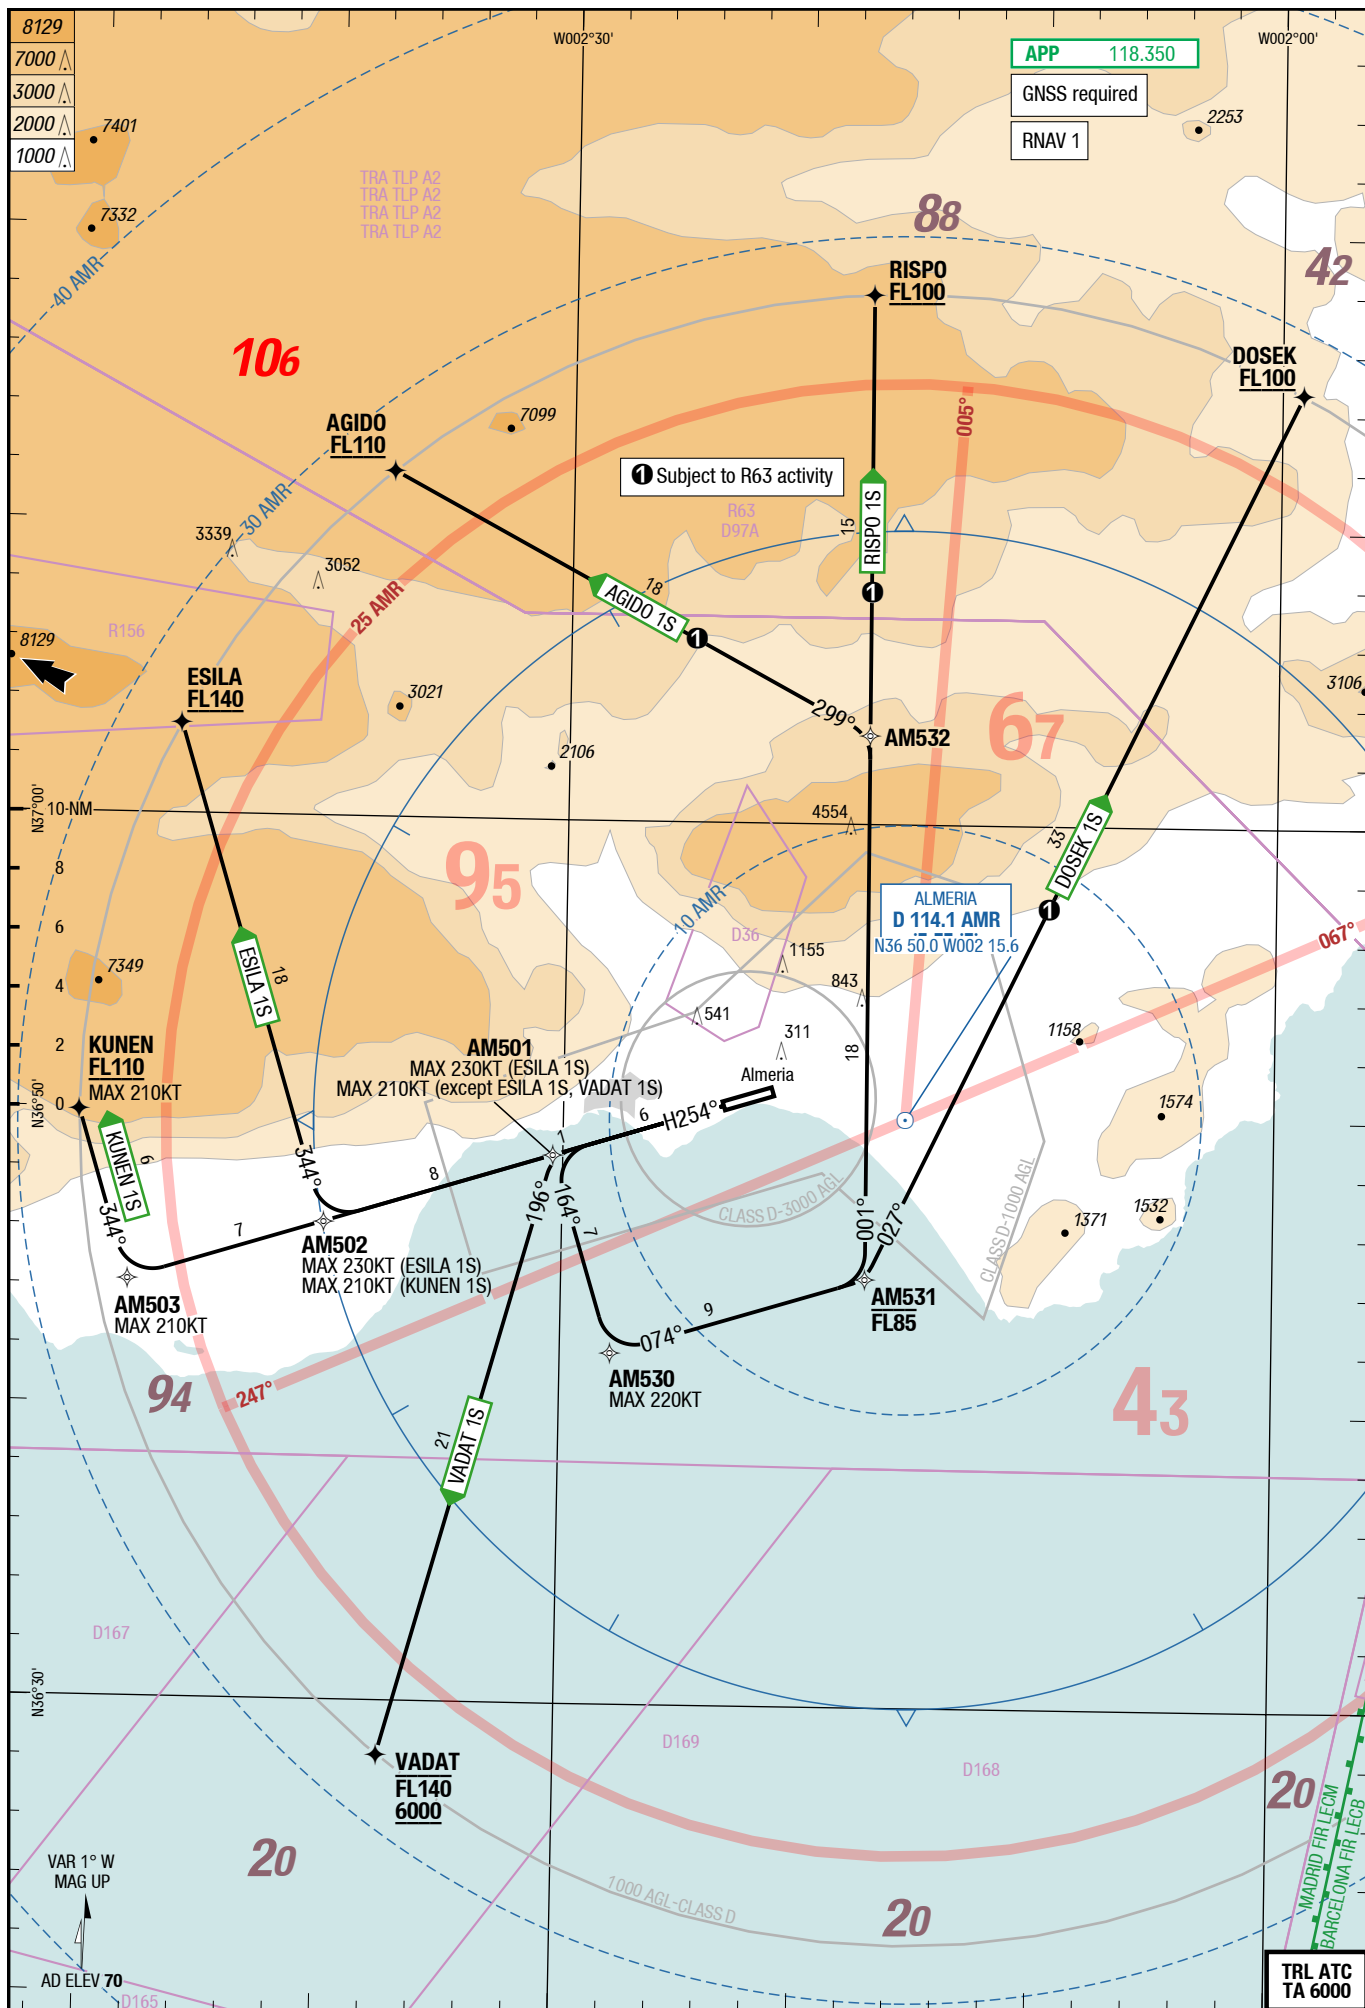 8129
7000
3000
2000
1000
W002°30'
W002°00'
APP 118.350
GNSS required
RNAV 1
7401
7332
2253
TRA TLP A2
TRA TLP A2
TRA TLP A2
TRA TLP A2
88
42
40 AMR
RISPO
FL100
106
DOSEK
FL100
AGIDO
FL110
7099
005°
1 Subject to R63 activity
30 AMR
R63
D97A
15
RISPO 1S
3339
3052
25 AMR
18
AGIDO 1S
1
1
R156
8129
ESILA
FL140
3021
299°
AM532
67
3106
2106
N37°00'
10-NM
4554
33
DOSEK 1S
95
8
10 AMR
ALMERIA
D 114.1 AMR
N36 50.0 W002 15.6
1
6
D36
067°
ESILA 1S
18
1155
7349
4
843
541
1158
311
2
KUNEN
FL110
MAX 210KT
AM501
MAX 230KT (ESILA 1S)
MAX 210KT (except ESILA 1S, VADAT 1S)
18
Almeria
N36°50'
0
6
H254°
1574
KUNEN 1S
6
344°
8
344°
196°
164°
7
CLASS D-3000 AGL
CLASS D-1000 AGL
001°
027°
1532
1371
7
AM502
MAX 230KT (ESILA 1S)
MAX 210KT (KUNEN 1S)
AM503
MAX 210KT
9
AM531
FL85
074°
AM530
MAX 220KT
94
247°
43
21
VADAT 1S
D167
N36°30'
D169
D168
VADAT
FL140
6000
20
20
20
MADRID FIR LECM
BARCELONA FIR LECB
VAR 1° W
MAG UP
1000 AGL-CLASS D
AD ELEV 70
D165
TRL ATC
TA 6000